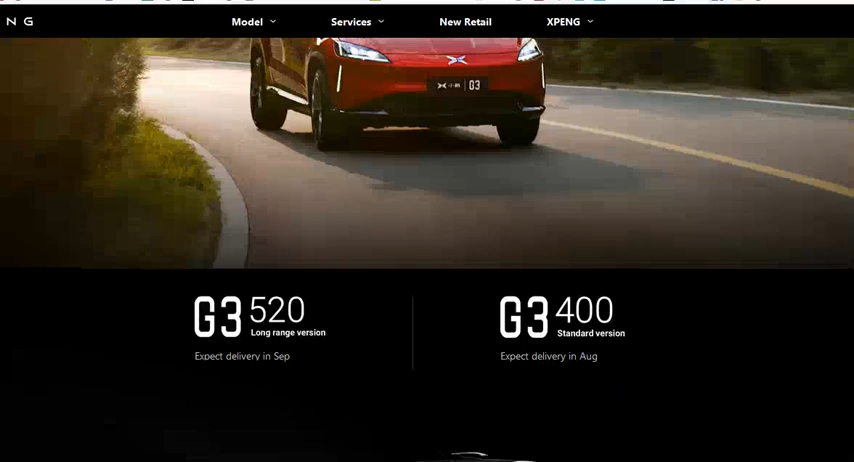 N G
Model
Services
New Retail
XPENG
G3
G3 520
Long range version
Expect delivery in Sep
G3 400
Standard version
Expect delivery in Aug